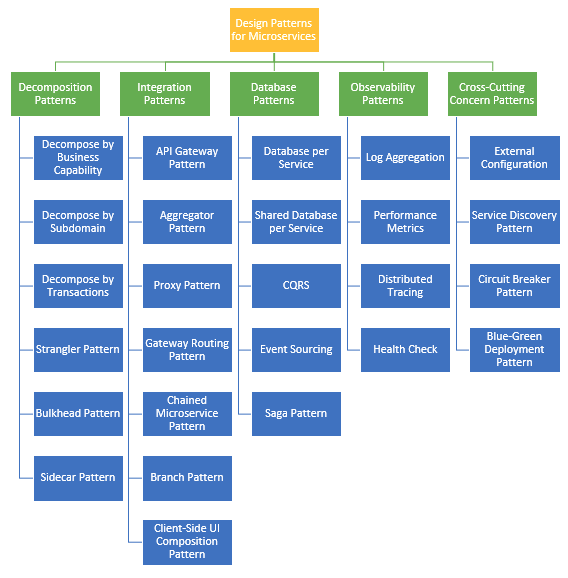 Design Patterns
for Microservices
Decomposition
Patterns
Integration
Patterns
Database
Patterns
Observability
Patterns
Cross-Cutting
Concern Patterns
Decompose by
Business
Capability
Decompose by
Subdomain
Decompose by
Transactions
Strangler Pattern
Bulkhead Pattern
Sidecar Pattern
API Gateway
Pattern
Aggregator
Pattern
Proxy Pattern
Gateway Routing
Pattern
Chained
Microservice
Pattern
Branch Pattern
Client-Side UI
Composition
Pattern
Database per
Service
Shared Database
per Service
CQRS
Event Sourcing
Saga Pattern
Log Aggregation
Performance
Metrics
Distributed
Tracing
Health Check
External
Configuration
Service Discovery
Pattern
Circuit Breaker
Pattern
Blue-Green
Deployment
Pattern